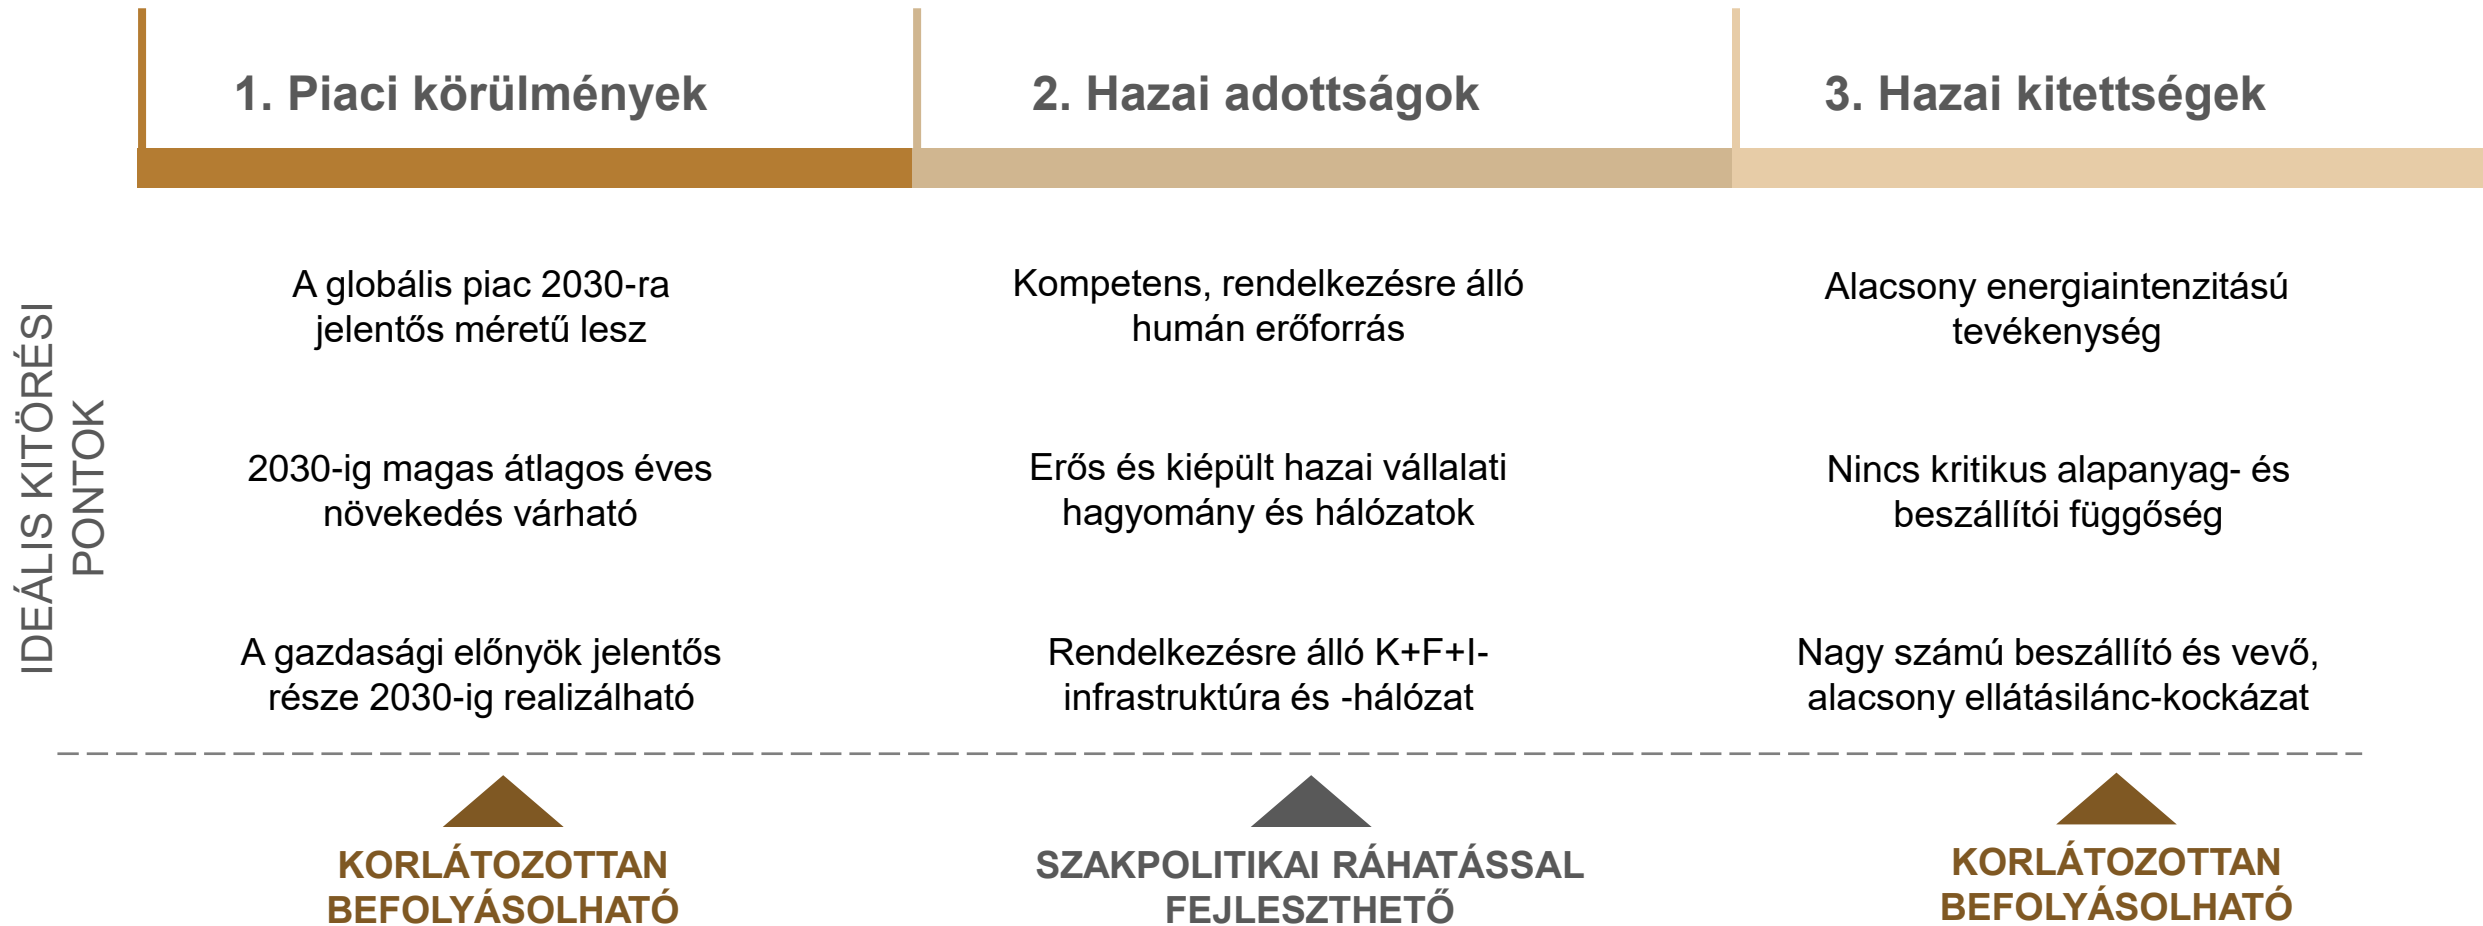 1. Piaci körülmények
2. Hazai adottságok
3. Hazai kitettségek
IDEÁLIS KITÖRÉSI
PONTOK
A globális piac 2030-ra
jelentős méretű lesz
Kompetens, rendelkezésre álló
humán erőforrás
Alacsony energiaintenzitású
tevékenység
2030-ig magas átlagos éves
növekedés várható
Erős és kiépült hazai vállalati
hagyomány és hálózatok
Nincs kritikus alapanyag- és
beszállítói függőség
A gazdasági előnyök jelentős
része 2030-ig realizálható
Rendelkezésre álló K+F+I-
infrastruktúra és -hálózat
Nagy számú beszállító és vevő,
alacsony ellátásilánc-kockázat
KORLÁTOZOTTAN
BEFOLYÁSOLHATÓ
SZAKPOLITIKAI RÁHATÁSSAL
FEJLESZTHETŐ
KORLÁTOZOTTAN
BEFOLYÁSOLHATÓ